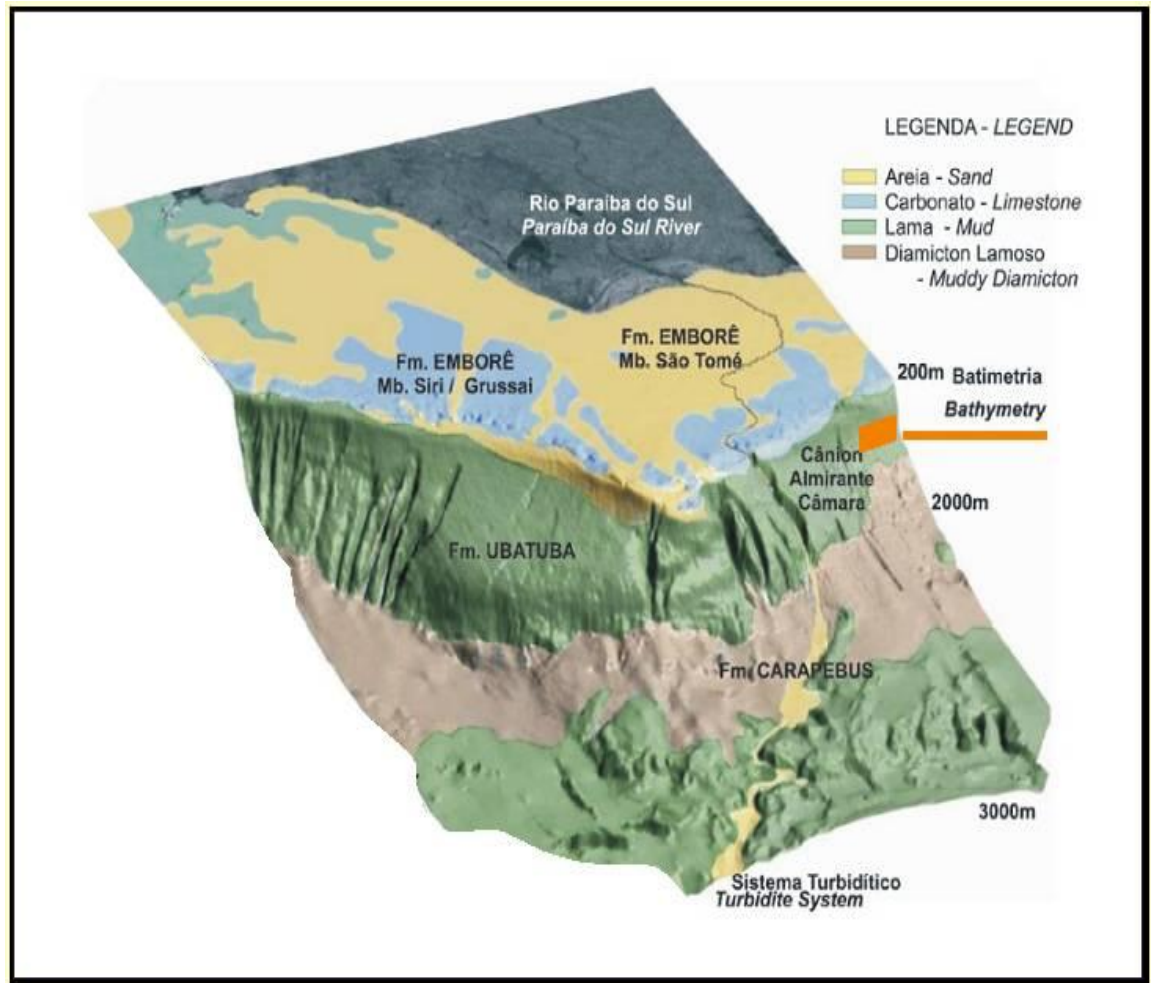 LEGENDA - LEGEND
Areia - Sand
Carbonato - Limestone
Lama - Mud
Diamicton Lamoso
- Muddy Diamicton
Rio Paraíba do Sul
Paraíba do Sul River
Fm. EMBORÊ
Mb. São Tomé
Fm. EMBORÊ
Mb. Siri / Grussai
200m Batimetria
Bathymetry
Cânion
Almirante
Câmara
2000m
Fm. UBATUBA
Fm. CARAPEBUS
3000m
Sistema Turbidítico
Turbidite System